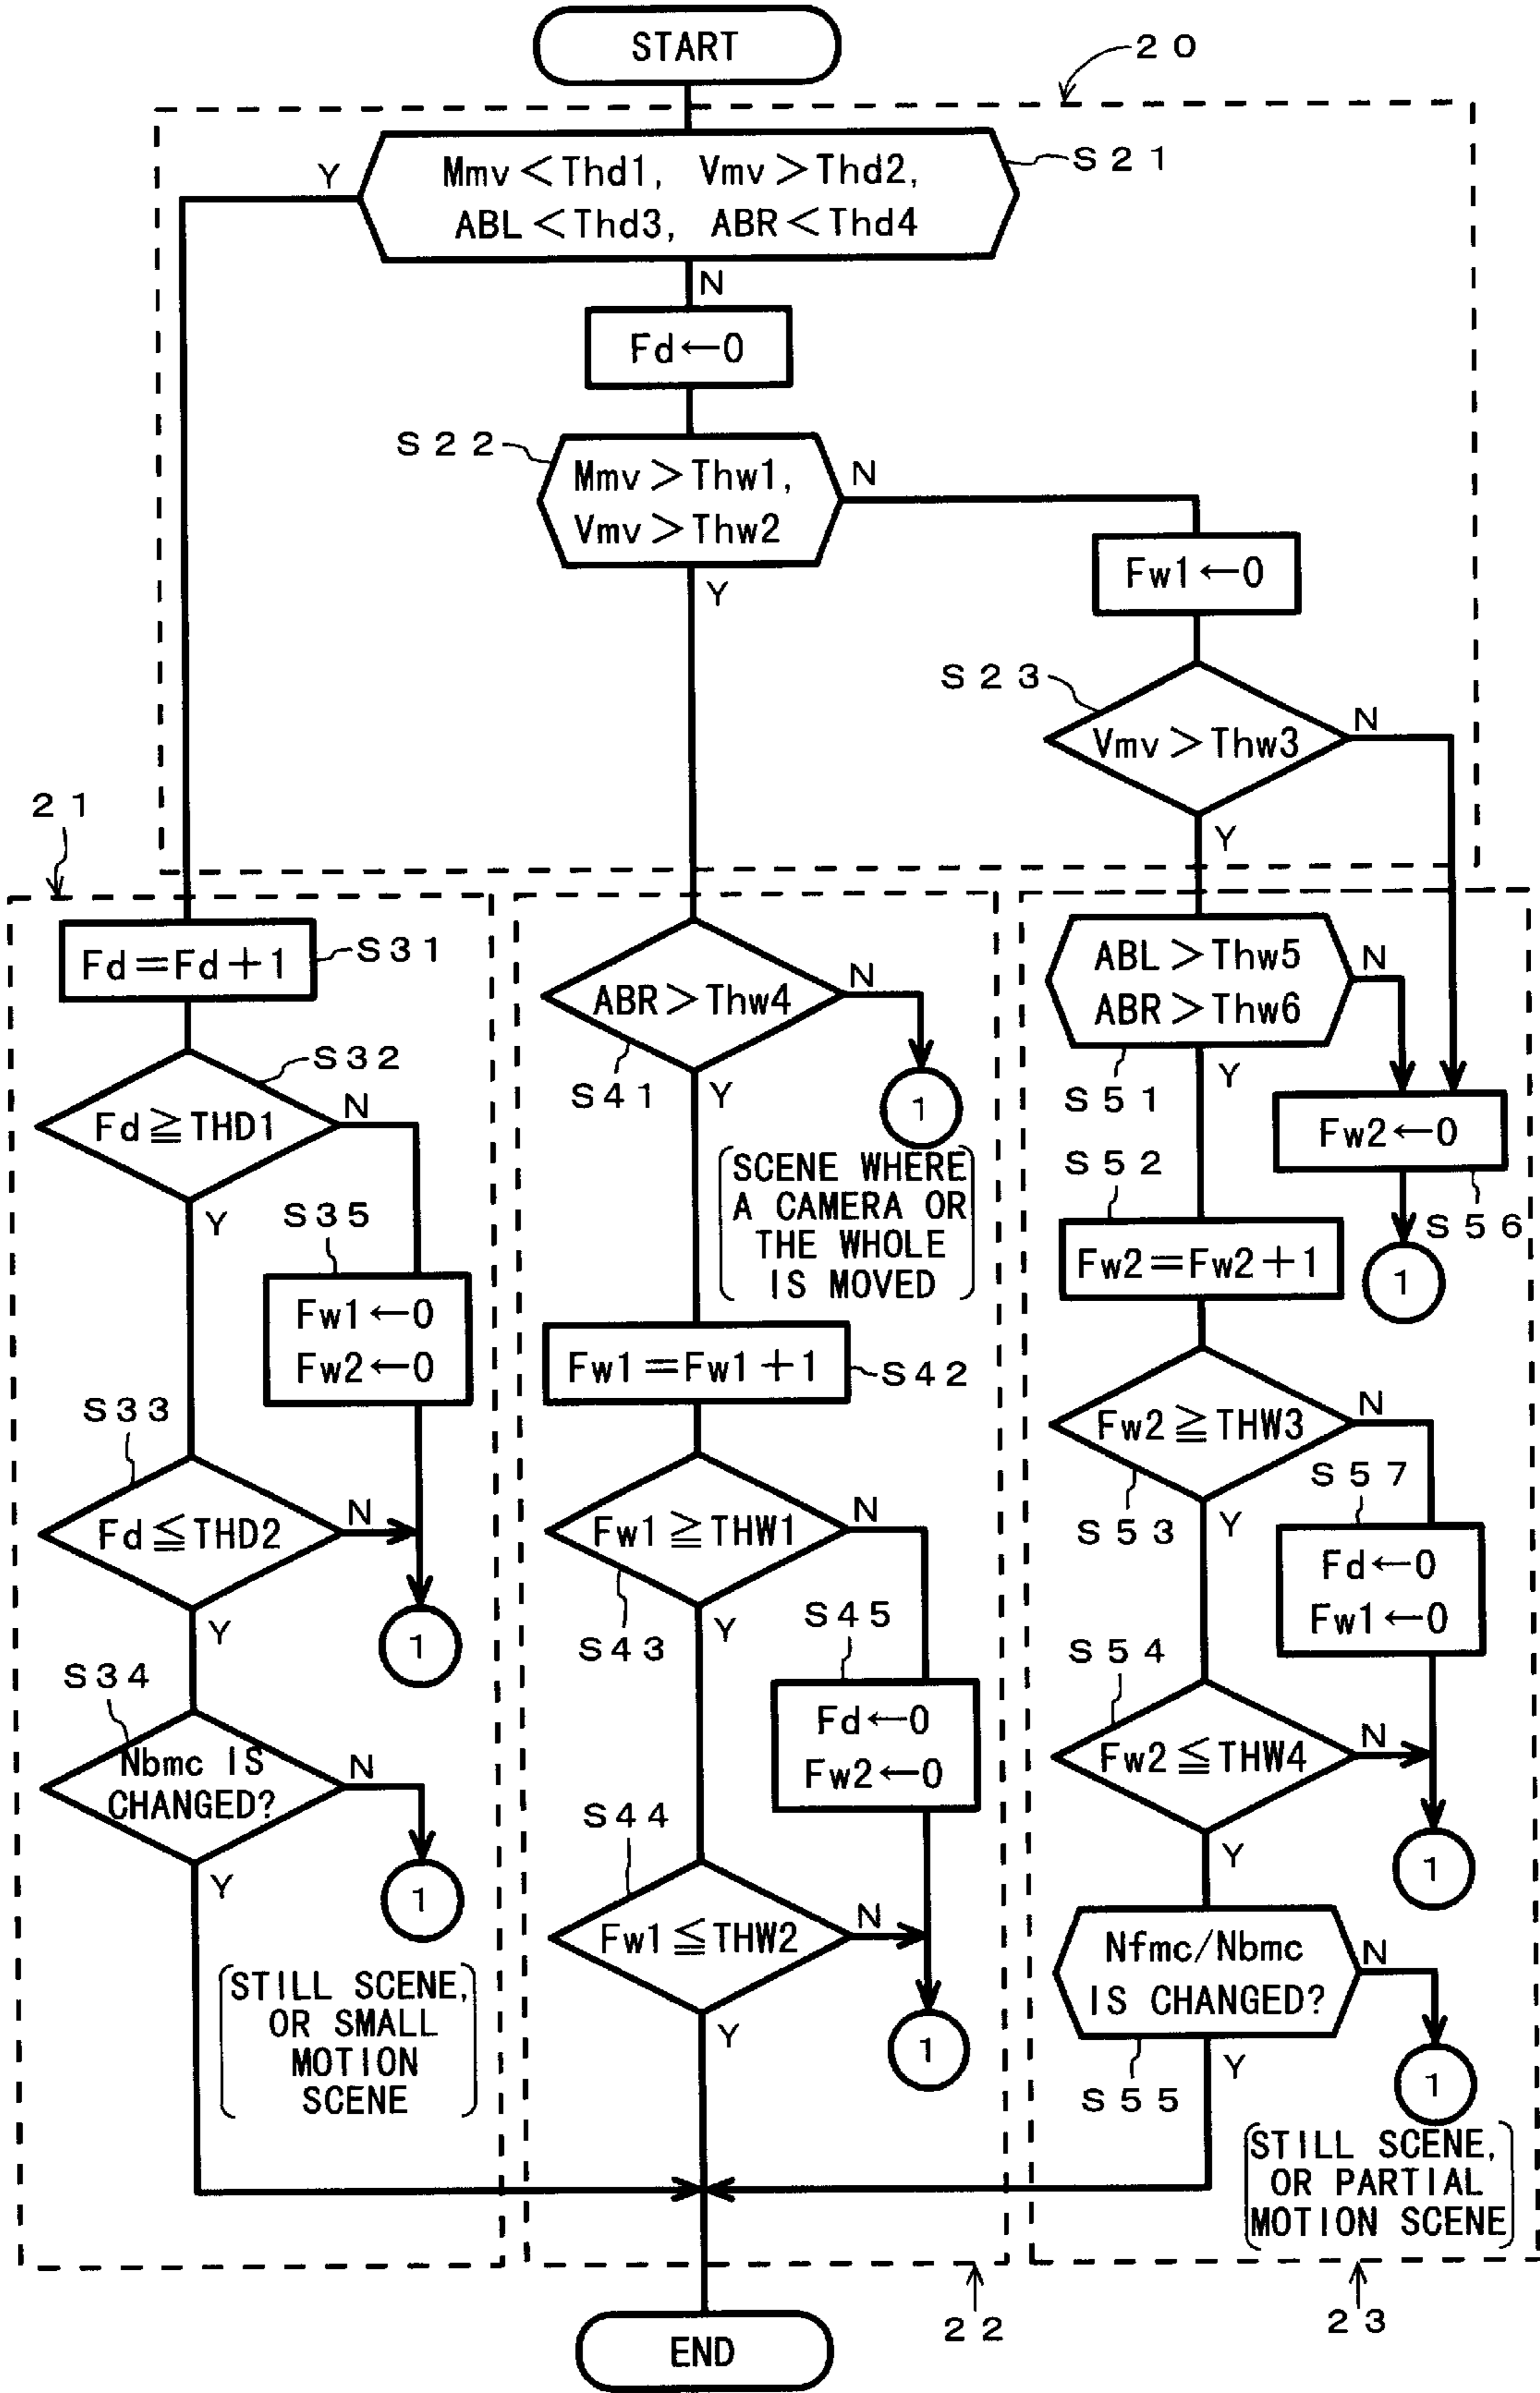 START
20
Mmv<Thd1, Vmv>Thd2,
ABL<Thd3, ABR<Thd4
S21
Y
N
Fd←0
S22
Mmv>Thw1,
Vmv>Thw2
N
Y
Fw1←0
S23
Vmv>Thw3
N
Y
21
Fd=Fd+1
S31
S32
Fd≧THD1
N
Y
S35
Fw1←0
Fw2←0
S33
Fd≦THD2
N
Y
1
S34
Nbmc IS
CHANGED?
N
Y
1
STILL SCENE,
OR SMALL
MOTION
SCENE
ABR>Thw4
N
S41
Y
1
SCENE WHERE
A CAMERA OR
THE WHOLE
IS MOVED
Fw1=Fw1+1
S42
Fw1≧THW1
N
S43
Y
S45
Fd←0
Fw2←0
S44
Fw1≦THW2
N
Y
1
22
ABL>Thw5
ABR>Thw6
N
S51
Y
Fw2←0
S56
1
S52
Fw2=Fw2+1
Fw2≧THW3
N
S53
Y
S57
Fd←0
Fw1←0
S54
Fw2≦THW4
N
Y
1
Nfmc/Nbmc
IS CHANGED?
N
S55
Y
1
STILL SCENE,
OR PARTIAL
MOTION SCENE
23
END